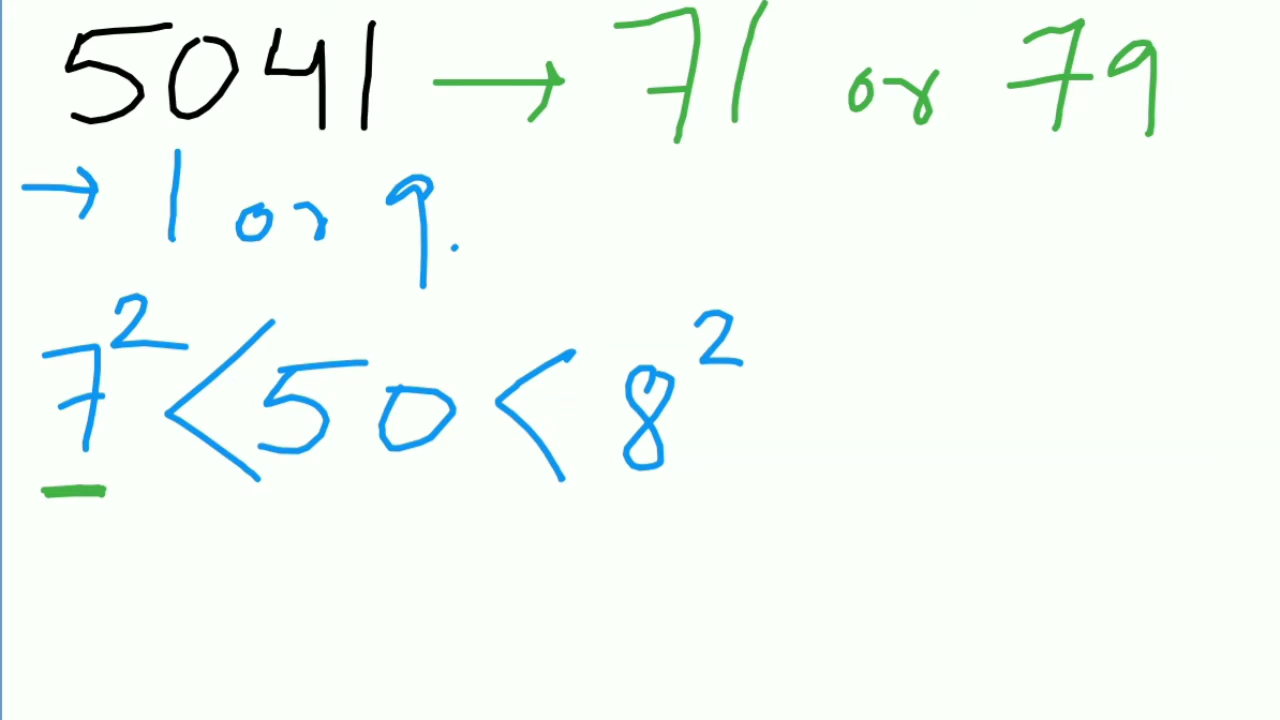 5041 → 71 or 79
→ 1 or 9.
7² < 50 < 8²